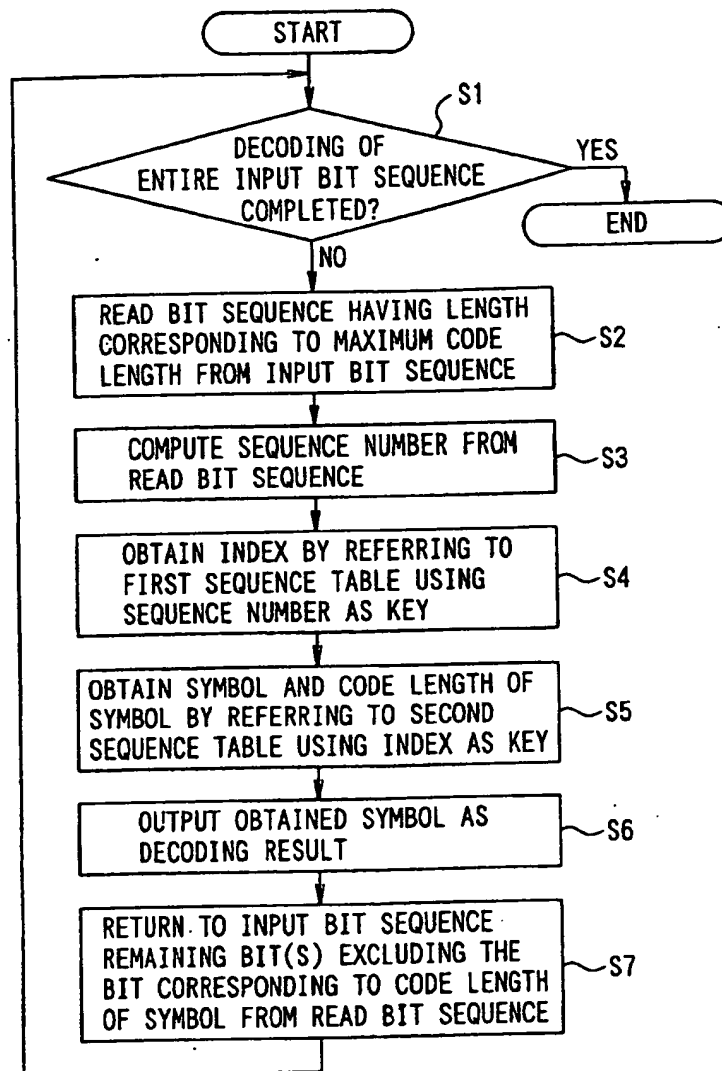 START
S1
DECODING OF
ENTIRE INPUT BIT SEQUENCE
COMPLETED?
YES
END
NO
READ BIT SEQUENCE HAVING LENGTH
CORRESPONDING TO MAXIMUM CODE
LENGTH FROM INPUT BIT SEQUENCE
S2
COMPUTE SEQUENCE NUMBER FROM
READ BIT SEQUENCE
S3
OBTAIN INDEX BY REFERRING TO
FIRST SEQUENCE TABLE USING
SEQUENCE NUMBER AS KEY
S4
OBTAIN SYMBOL AND CODE LENGTH OF
SYMBOL BY REFERRING TO SECOND
SEQUENCE TABLE USING INDEX AS KEY
S5
OUTPUT OBTAINED SYMBOL AS
DECODING RESULT
S6
RETURN TO INPUT BIT SEQUENCE
REMAINING BIT(S) EXCLUDING THE
BIT CORRESPONDING TO CODE LENGTH
OF SYMBOL FROM READ BIT SEQUENCE
S7